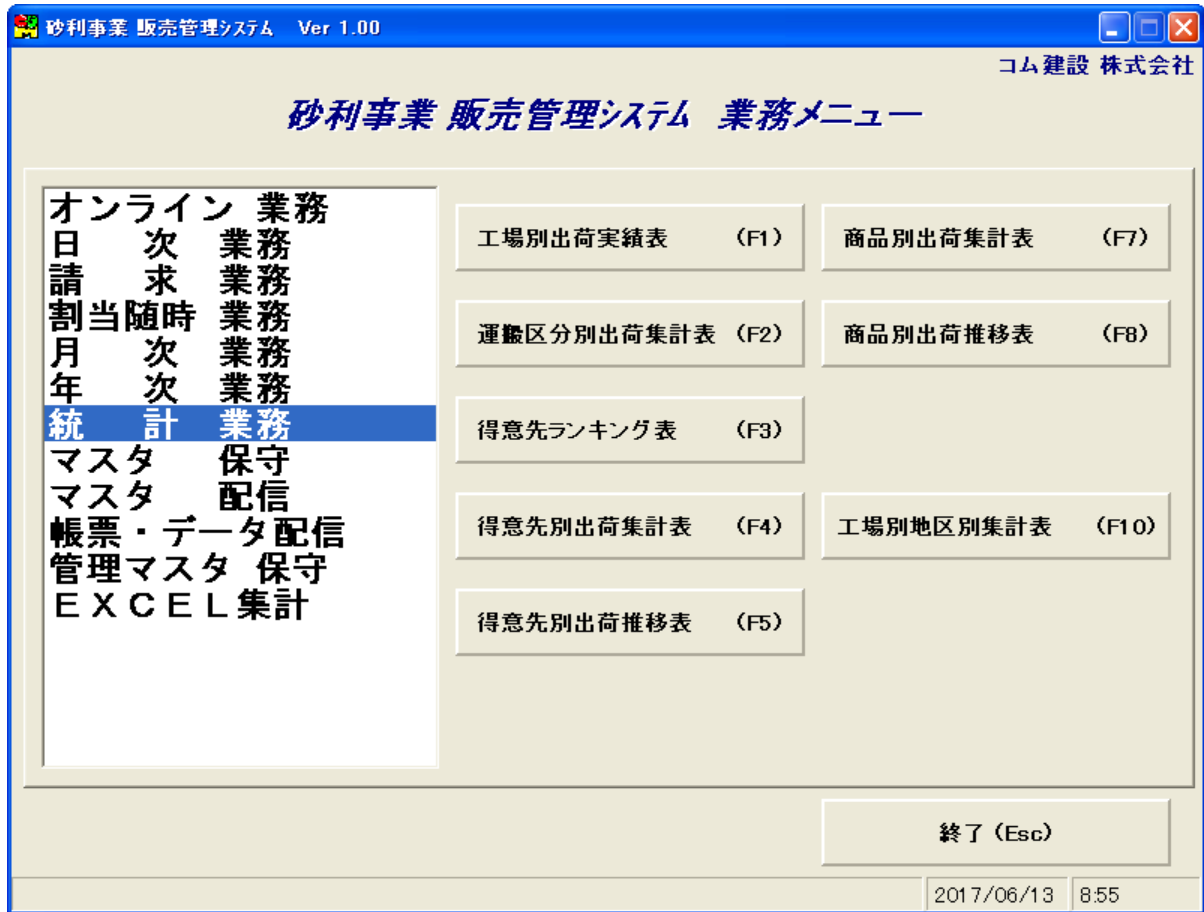 砂利事業 販売管理システム Ver 1.00
コム建設 株式会社
砂利事業 販売管理システム 業務メニュー
オンライン 業務
日 次 業務
請 求 業務
割当随時 業務
月 次 業務
年 次 業務
統 計 業務
マスタ 保守
マスタ 配信
帳票・データ配信
管理マスタ 保守
EXCEL集計
工場別出荷実績表 (F1)
運搬区分別出荷集計表 (F2)
得意先ランキング表 (F3)
得意先別出荷集計表 (F4)
得意先別出荷推移表 (F5)
商品別出荷集計表 (F7)
商品別出荷推移表 (F8)
工場別地区別集計表 (F10)
終了 (Esc)
2017/06/13 8:55